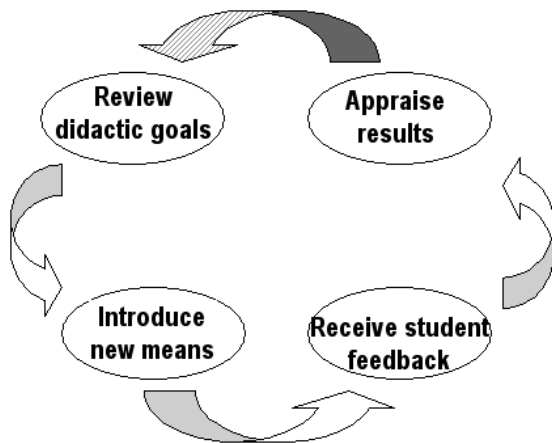 Review
didactic goals
Appraise
results
Introduce
new means
Receive student
feedback